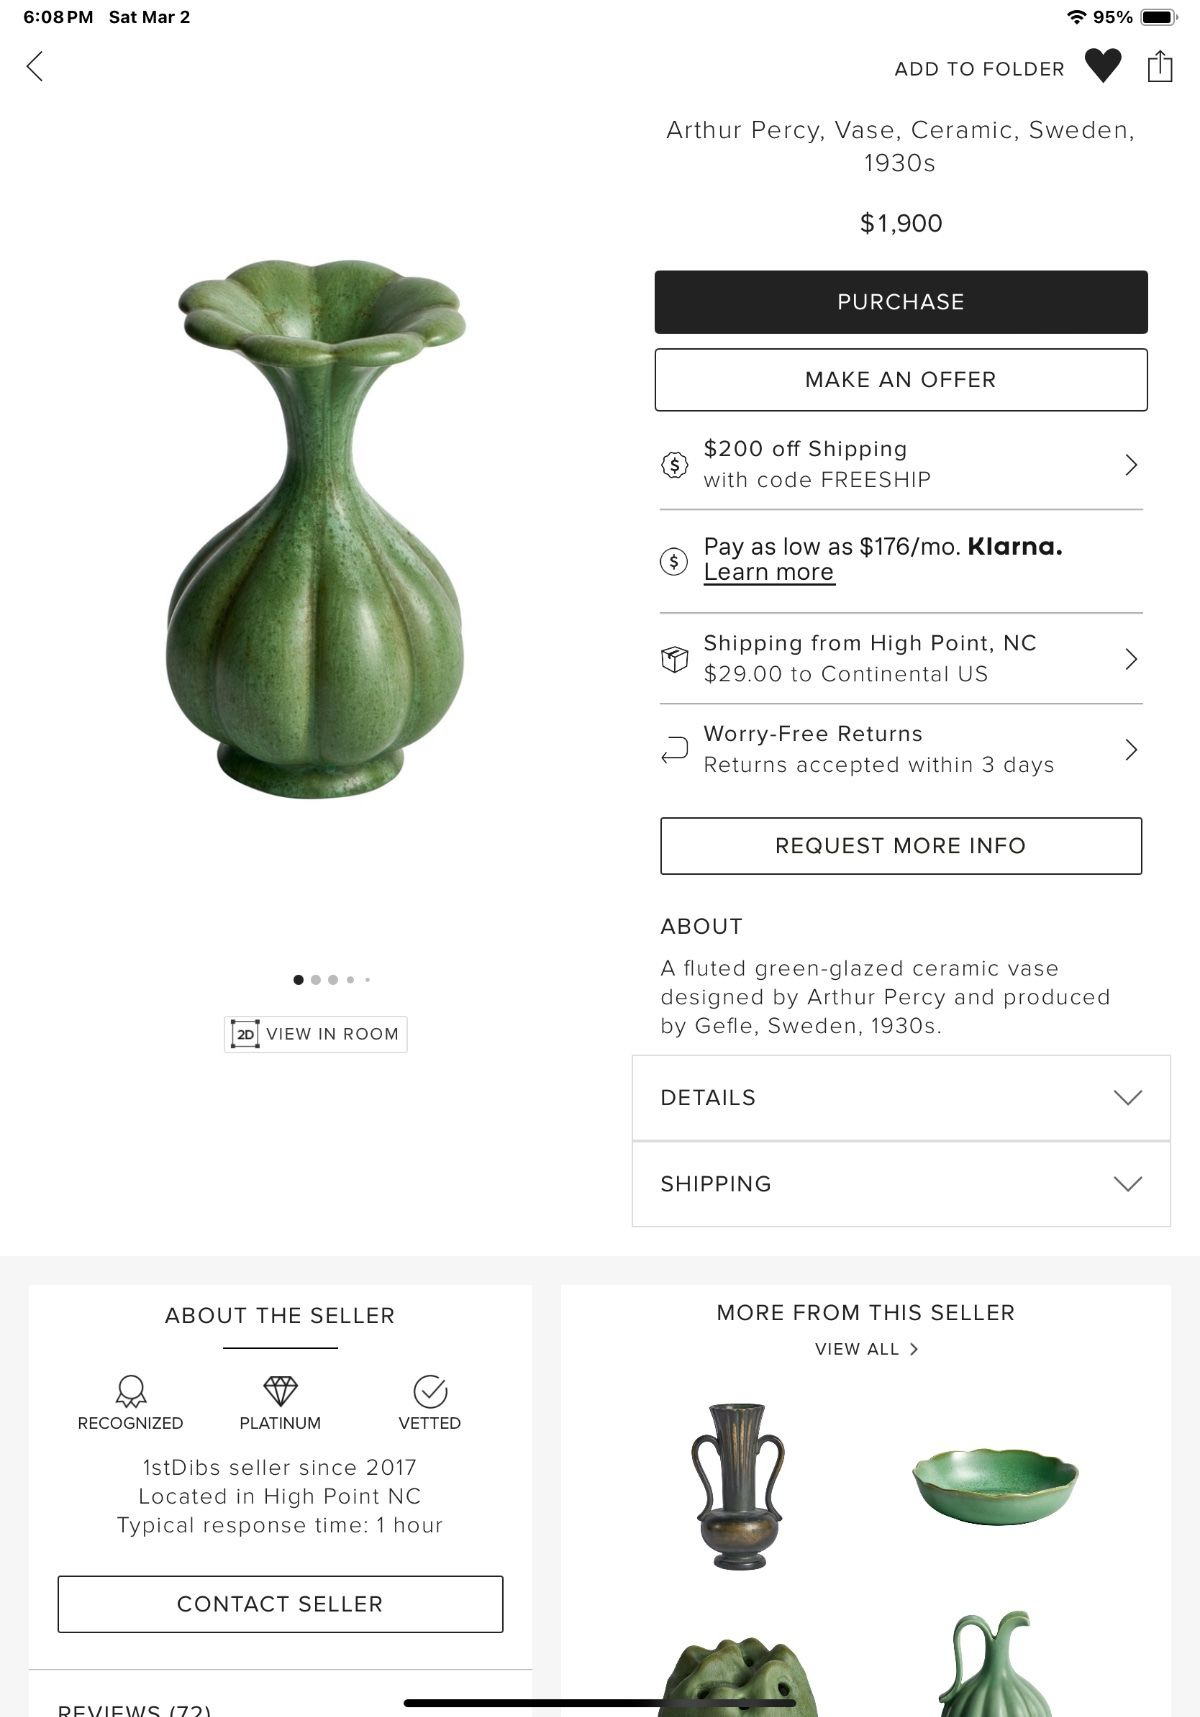 6:08 PM Sat Mar 2
95%
ADD TO FOLDER
Arthur Percy, Vase, Ceramic, Sweden,
1930s
$1,900
PURCHASE
MAKE AN OFFER
$200 off Shipping
with code FREESHIP
Pay as low as $176/mo. Klarna.
Learn more
Shipping from High Point, NC
$29.00 to Continental US
Worry-Free Returns
Returns accepted within 3 days
REQUEST MORE INFO
ABOUT
A fluted green-glazed ceramic vase
designed by Arthur Percy and produced
by Gefle, Sweden, 1930s.
2D VIEW IN ROOM
DETAILS
SHIPPING
ABOUT THE SELLER
RECOGNIZED
PLATINUM
VETTED
1stDibs seller since 2017
Located in High Point NC
Typical response time: 1 hour
CONTACT SELLER
REVIEWS (72)
MORE FROM THIS SELLER
VIEW ALL >